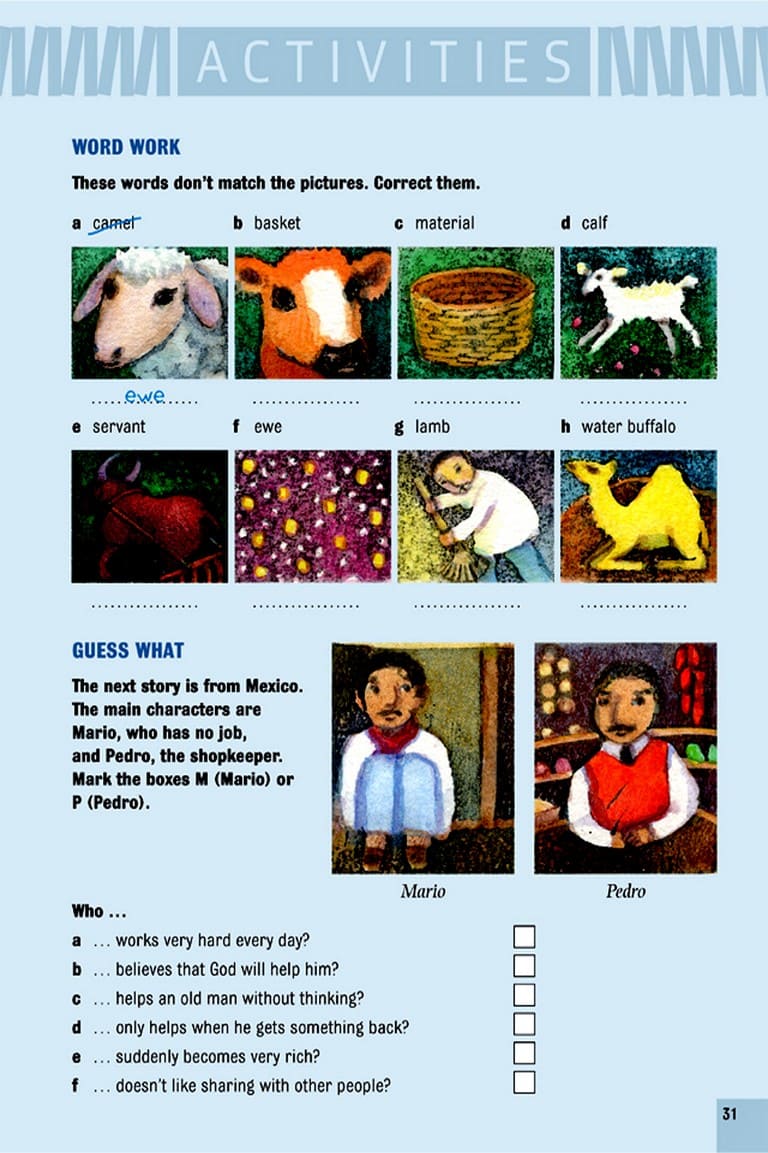 ACTIVITIES
WORD WORK
These words don't match the pictures. Correct them.
a camel b basket c material d calf
ewe
e servant f ewe g lamb h water buffalo
GUESS WHAT
The next story is from Mexico.
The main characters are
Mario, who has no job,
and Pedro, the shopkeeper.
Mark the boxes M (Mario) or
P (Pedro).
Mario Pedro
Who ...
a ... works very hard every day?
b ... believes that God will help him?
c ... helps an old man without thinking?
d ... only helps when he gets something back?
e ... suddenly becomes very rich?
f ... doesn't like sharing with other people?
31